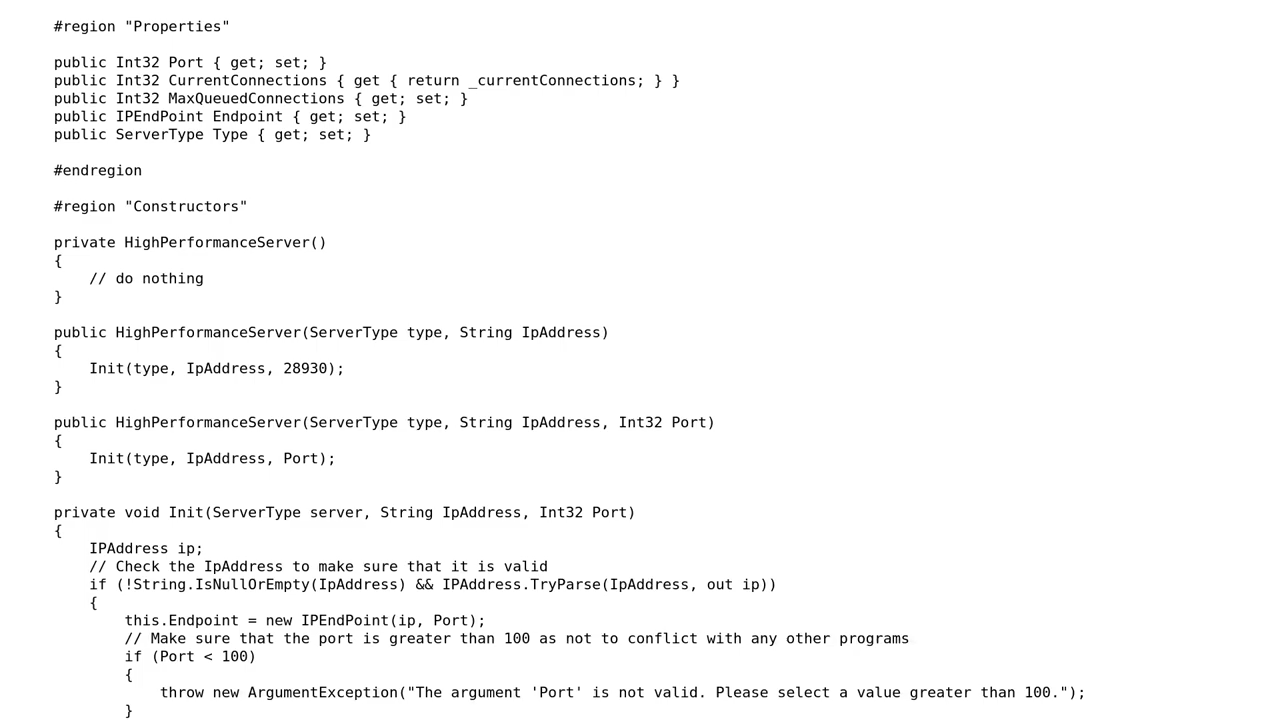 #region "Properties"
public Int32 Port { get; set; }
public Int32 CurrentConnections { get { return _currentConnections; } }
public Int32 MaxQueuedConnections { get; set; }
public IPEndPoint Endpoint { get; set; }
public ServerType Type { get; set; }
#endregion
#region "Constructors"
private HighPerformanceServer()
{
    // do nothing
}
public HighPerformanceServer(ServerType type, String IpAddress)
{
    Init(type, IpAddress, 28930);
}
public HighPerformanceServer(ServerType type, String IpAddress, Int32 Port)
{
    Init(type, IpAddress, Port);
}
private void Init(ServerType server, String IpAddress, Int32 Port)
{
    IPAddress ip;
    // Check the IpAddress to make sure that it is valid
    if (!String.IsNullOrEmpty(IpAddress) && IPAddress.TryParse(IpAddress, out ip))
    {
        this.Endpoint = new IPEndPoint(ip, Port);
        // Make sure that the port is greater than 100 as not to conflict with any other programs
        if (Port < 100)
        {
            throw new ArgumentException("The argument 'Port' is not valid. Please select a value greater than 100.");
        }